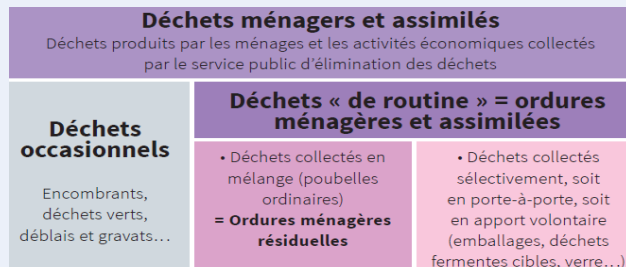 Déchets ménagers et assimilés
Déchets produits par les ménages et les activités économiques collectés
par le service public d'élimination des déchets
Déchets
occasionnels
Encombrants,
déchets verts,
déblais et gravats...
Déchets « de routine » = ordures
ménagères et assimilées
• Déchets collectés en
mélange (poubelles
ordinaires)
= Ordures ménagères
résiduelles
• Déchets collectés
sélectivement, soit
en porte-à-porte, soit
en apport volontaire
(emballages, déchets
fermentes cibles, verre...)